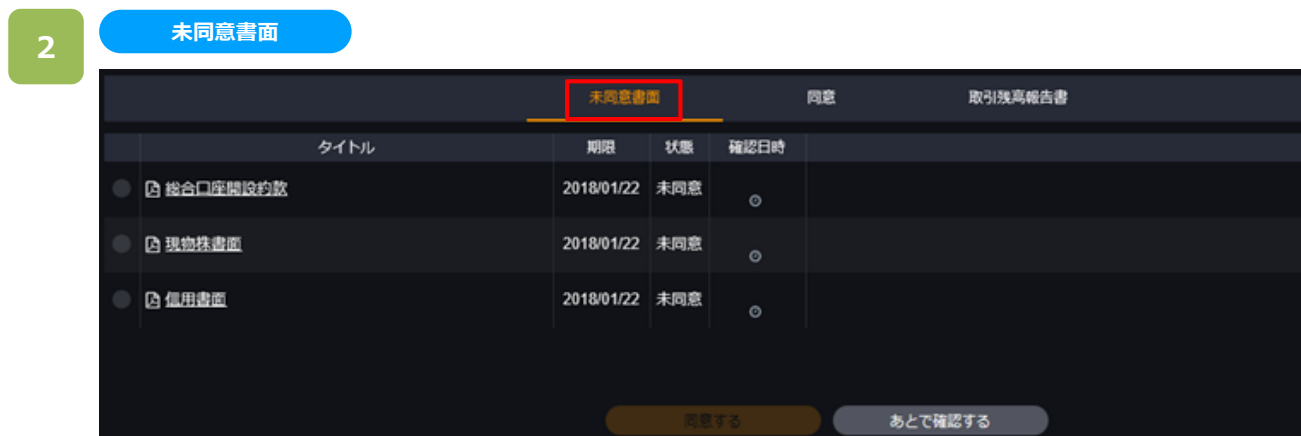 2
未同意書面
未同意書面 同意 取引残高報告書
タイトル 期限 状態 確認日時
総合口座開設約款 2018/01/22 未同意
現物株書面 2018/01/22 未同意
信用書面 2018/01/22 未同意
同意する あとで確認する